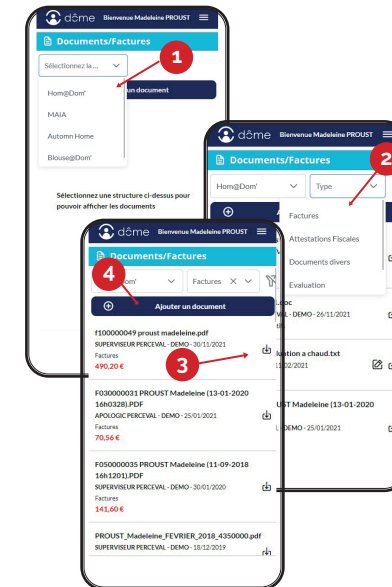 dôme Bienvenue Madeleine PROUST
Documents/Factures
Sélectionnez la ...
1
un document
Hom@Dom'
MAIA
Automn Home
Blouse@Dom'
Sélectionnez une structure ci-dessus pour
pouvoir afficher les documents
dôme Bienvenue Madeleine PROUST
Documents/Factures
2
Hom@Dom'
Type
Factures
Attestations Fiscales
Documents divers
Evaluation
- DEMO - 26/11/2021
a chaud.txt
/02/2021
Madeleine (13-01-2020
DEMO - 25/01/2021
dôme Bienvenue Madeleine PROUST
Documents/Factures
4
Factures X
Ajouter un document
f100000049 proust madeleine.pdf
SUPERVISEUR PERCEVAL - DEMO - 30/11/2021
Factures
490,20 €
3
F030000031 PROUST Madeleine (13-01-2020
16h0328).PDF
APOLOGIC PERCEVAL - DEMO - 25/01/2021
Factures
70,56 €
F050000035 PROUST Madeleine (11-09-2018
16h1201).PDF
SUPERVISEUR PERCEVAL - DEMO - 30/01/2020
Factures
141,60 €
PROUST_Madeleine_FEVRIER_2018_4350000.pdf
SUPERVISEUR PERCEVAL - DEMO - 18/12/2019